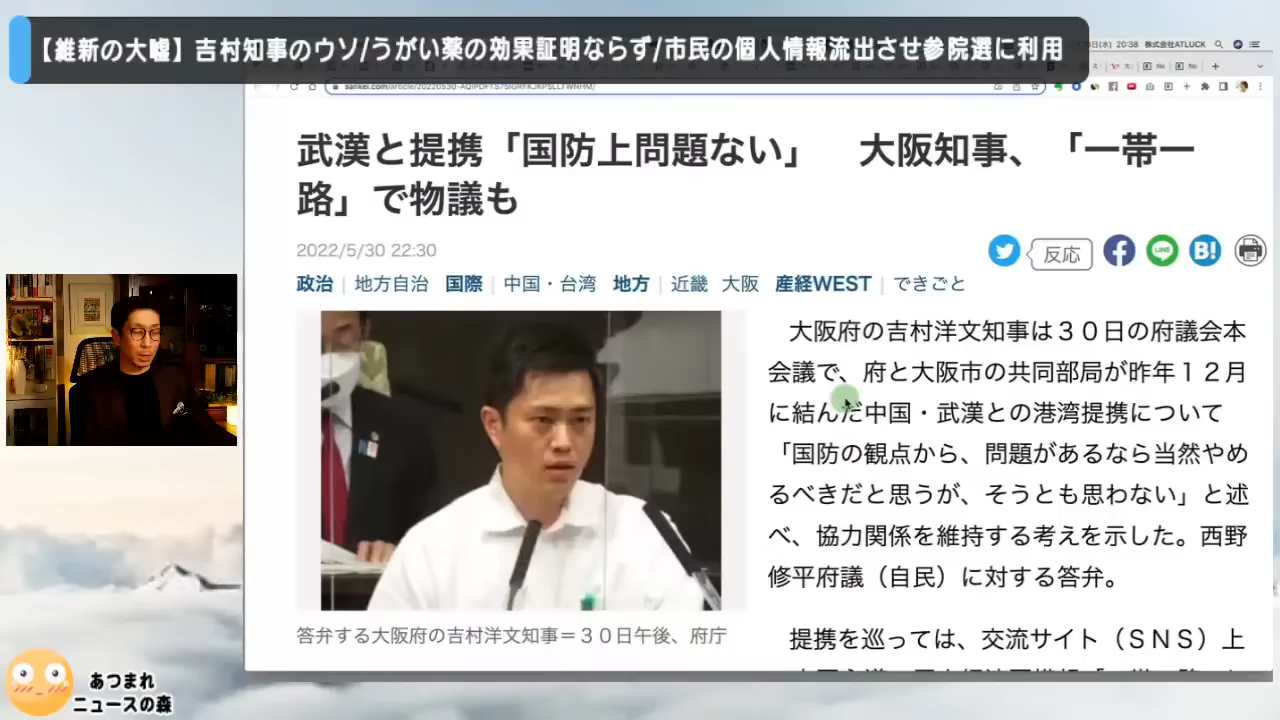 【維新の大嘘】吉村知事のウソ/うがい薬の効果証明ならず/市民の個人情報流出させ参院選に利用
20:38 株式会社ATLUCK
武漢と提携「国防上問題ない」　大阪知事、「一帯一
路」で物議も
2022/5/30 22:30
反応
LINE
B!
政治｜地方自治 国際｜中国・台湾 地方｜近畿 大阪 産経WEST｜できごと
大阪府の吉村洋文知事は３０日の府議会本
会議で、府と大阪市の共同部局が昨年１２月
に結んだ中国・武漢との港湾提携について
「国防の観点から、問題があるなら当然やめ
るべきだと思うが、そうとも思わない」と述
べ、協力関係を維持する考えを示した。西野
修平府議（自民）に対する答弁。
提携を巡っては、交流サイト（ＳＮＳ）上
答弁する大阪府の吉村洋文知事＝３０日午後、府庁
あつまれ
ニュースの森